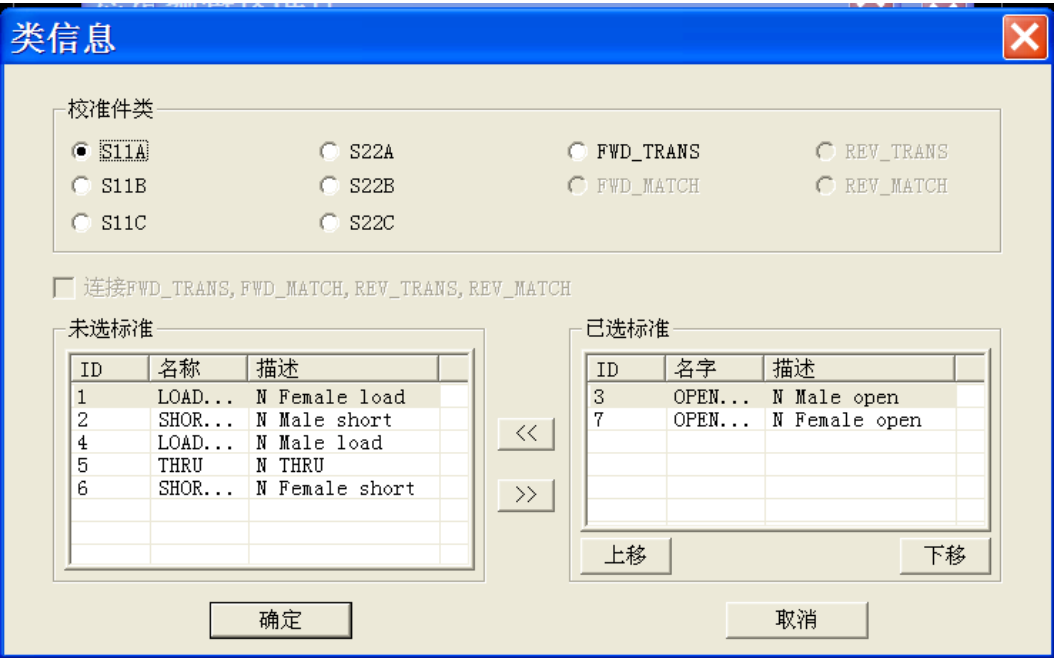 类信息
校准件类
S11A S22A FWD_TRANS REV_TRANS
S11B S22B FWD_MATCH REV_MATCH
S11C S22C
连接FWD_TRANS,FWD_MATCH,REV_TRANS,REV_MATCH
未选标准
ID 名称 描述
1 LOAD... N Female load
2 SHOR... N Male short
4 LOAD... N Male load
5 THRU N THRU
6 SHOR... N Female short
<<
>>
已选标准
ID 名字 描述
3 OPEN... N Male open
7 OPEN... N Female open
上移 下移
确定 取消